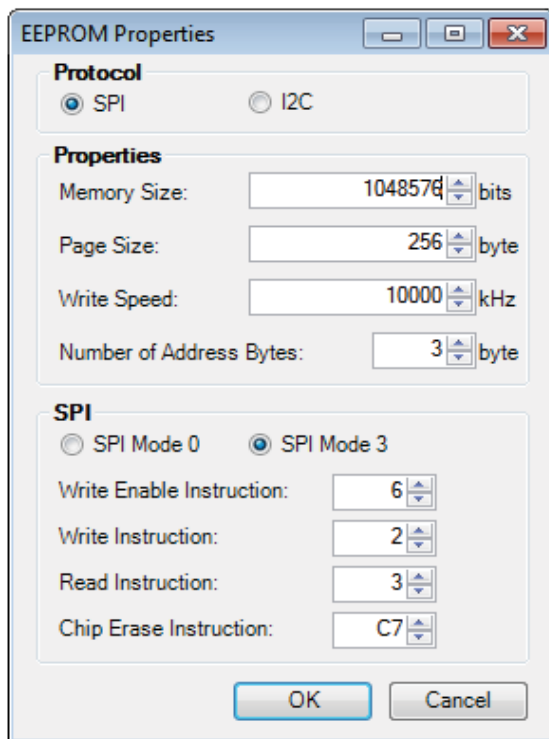 EEPROM Properties
Protocol
SPI I2C
Properties
Memory Size: 1048576 bits
Page Size: 256 byte
Write Speed: 10000 kHz
Number of Address Bytes: 3 byte
SPI
SPI Mode 0 SPI Mode 3
Write Enable Instruction: 6
Write Instruction: 2
Read Instruction: 3
Chip Erase Instruction: C7
OK Cancel